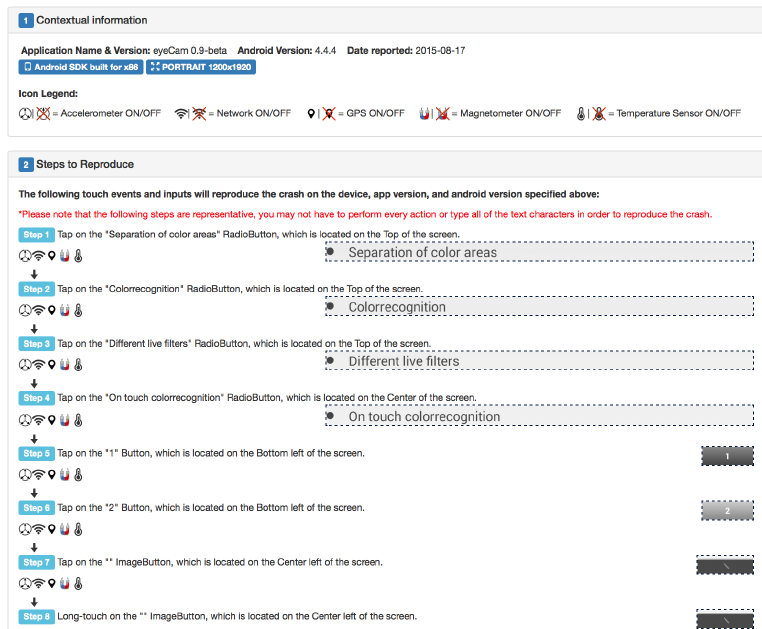 1 Contextual information
Application Name & Version: eyeCam 0.9-beta Android Version: 4.4.4 Date reported: 2015-08-17
Android SDK built for x86 PORTRAIT 1200x1920
Icon Legend:
| = Accelerometer ON/OFF | = Network ON/OFF | = GPS ON/OFF | = Magnetometer ON/OFF | = Temperature Sensor ON/OFF
2 Steps to Reproduce
The following touch events and inputs will reproduce the crash on the device, app version, and android version specified above:
*Please note that the following steps are representative, you may not have to perform every action or type all of the text characters in order to reproduce the crash.
Step 1 Tap on the "Separation of color areas" RadioButton, which is located on the Top of the screen.
Separation of color areas
Step 2 Tap on the "Colorrecognition" RadioButton, which is located on the Top of the screen.
Colorrecognition
Step 3 Tap on the "Different live filters" RadioButton, which is located on the Top of the screen.
Different live filters
Step 4 Tap on the "On touch colorrecognition" RadioButton, which is located on the Center of the screen.
On touch colorrecognition
Step 5 Tap on the "1" Button, which is located on the Bottom left of the screen.
1
Step 6 Tap on the "2" Button, which is located on the Bottom left of the screen.
2
Step 7 Tap on the "" ImageButton, which is located on the Center left of the screen.
Step 8 Long-touch on the "" ImageButton, which is located on the Center left of the screen.